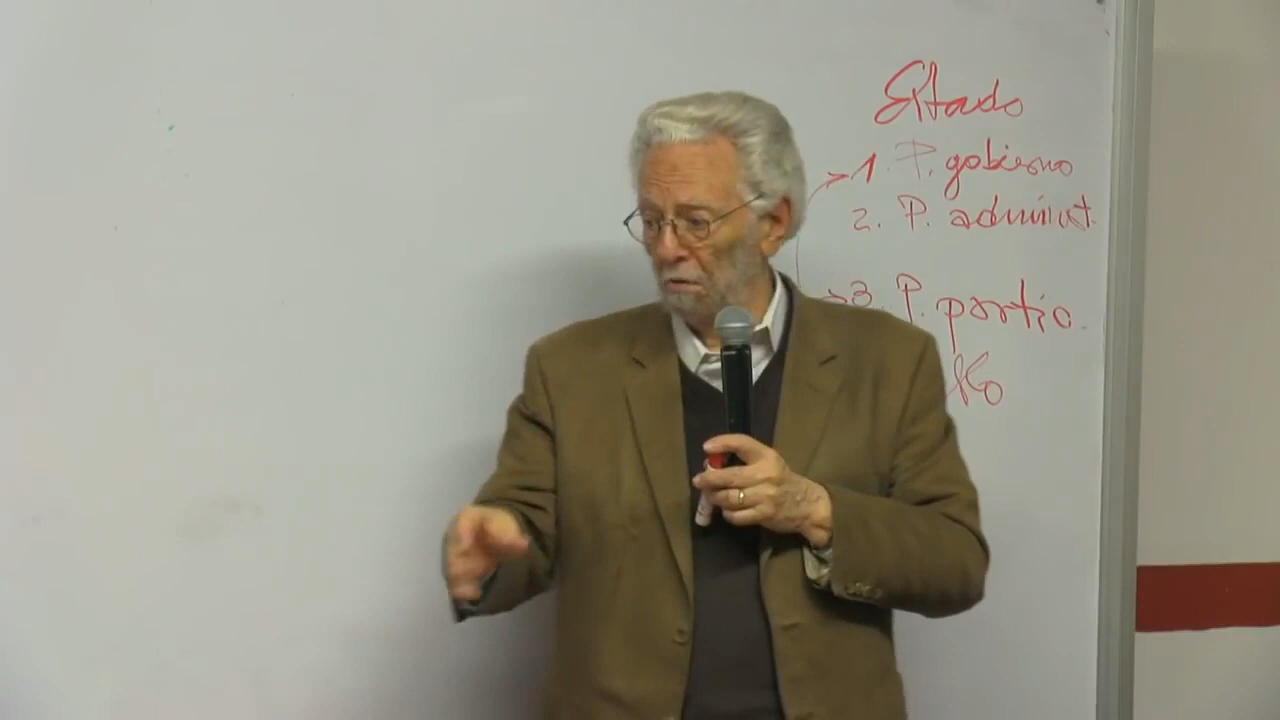 Estado
1. P. gobierno
2. P. administ.
3. P. partic.